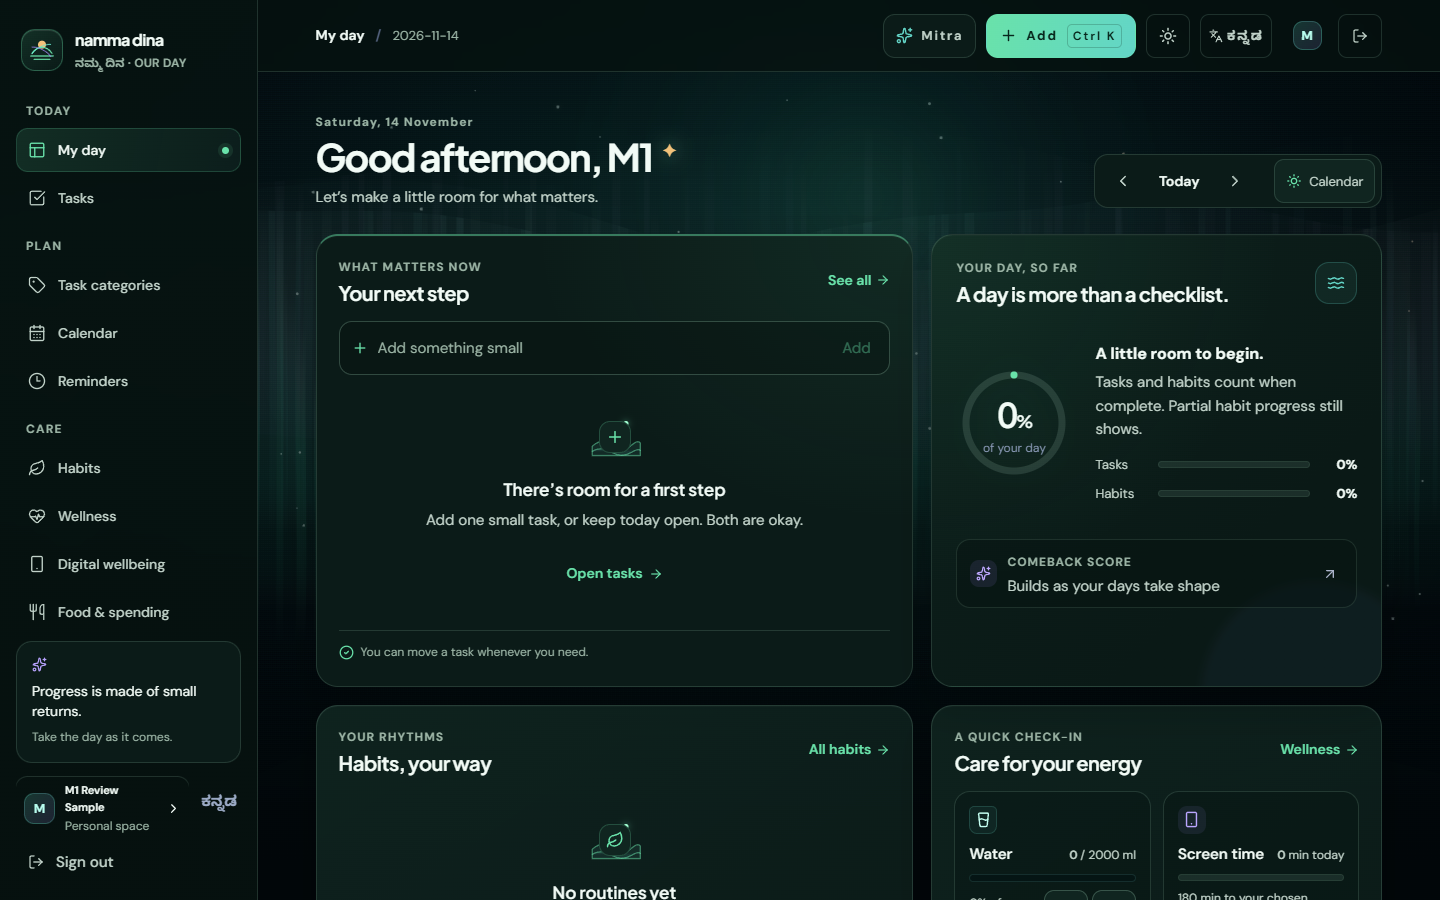 namma dina
ನಮ್ಮ ದಿನ · OUR DAY
TODAY
My day
Tasks
PLAN
Task categories
Calendar
Reminders
CARE
Habits
Wellness
Digital wellbeing
Food & spending
Progress is made of small
returns.
Take the day as it comes.
M
M1 Review
Sample
Personal space
ಕನ್ನಡ
Sign out
My day / 2026-11-14
Mitra
Add Ctrl K
ಕನ್ನಡ
M
Saturday, 14 November
Good afternoon, M1
Let's make a little room for what matters.
Today
Calendar
WHAT MATTERS NOW
Your next step
See all →
Add something small
Add
There's room for a first step
Add one small task, or keep today open. Both are okay.
Open tasks →
You can move a task whenever you need.
YOUR DAY, SO FAR
A day is more than a checklist.
0%
of your day
A little room to begin.
Tasks and habits count when
complete. Partial habit progress still
shows.
Tasks 0%
Habits 0%
COMEBACK SCORE
Builds as your days take shape
YOUR RHYTHMS
Habits, your way
All habits →
No routines yet
A QUICK CHECK-IN
Care for your energy
Wellness →
Water 0 / 2000 ml
Screen time 0 min today
180 min to your chosen